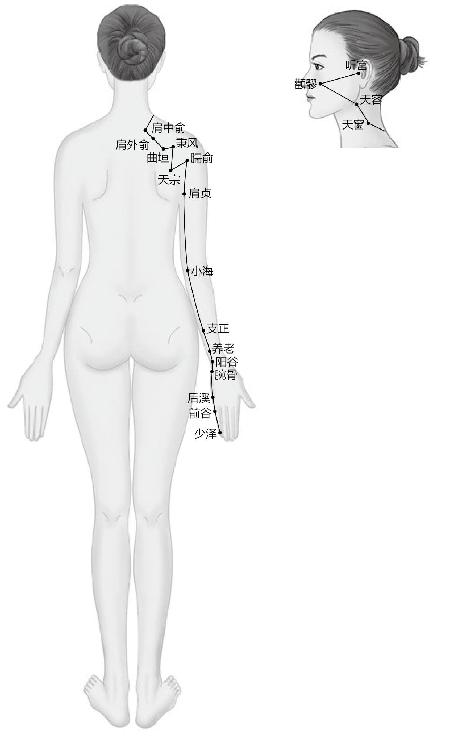 听宫
颧髎
天容
天窗
肩中俞
肩外俞
秉风
曲垣
臑俞
天宗
肩贞
小海
支正
养老
阳谷
腕骨
后溪
前谷
少泽